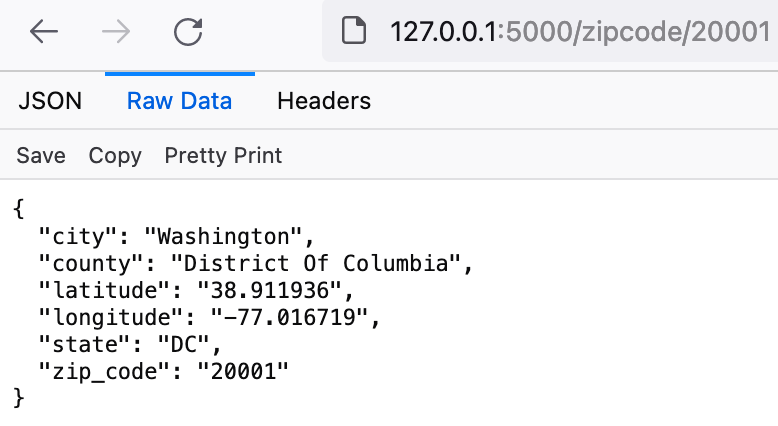 127.0.0.1:5000/zipcode/20001
JSON Raw Data Headers
Save Copy Pretty Print
{
  "city": "Washington",
  "county": "District Of Columbia",
  "latitude": "38.911936",
  "longitude": "-77.016719",
  "state": "DC",
  "zip_code": "20001"
}